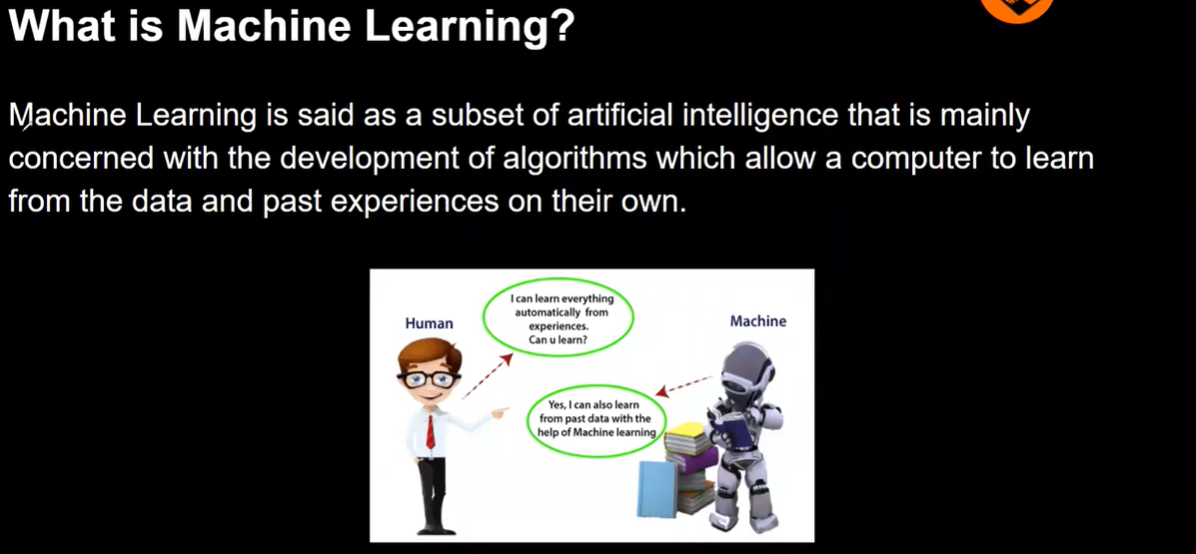 What is Machine Learning?
Machine Learning is said as a subset of artificial intelligence that is mainly
concerned with the development of algorithms which allow a computer to learn
from the data and past experiences on their own.
Human
I can learn everything
automatically from
experiences.
Can u learn?
Machine
Yes, I can also learn
from past data with the
help of Machine learning